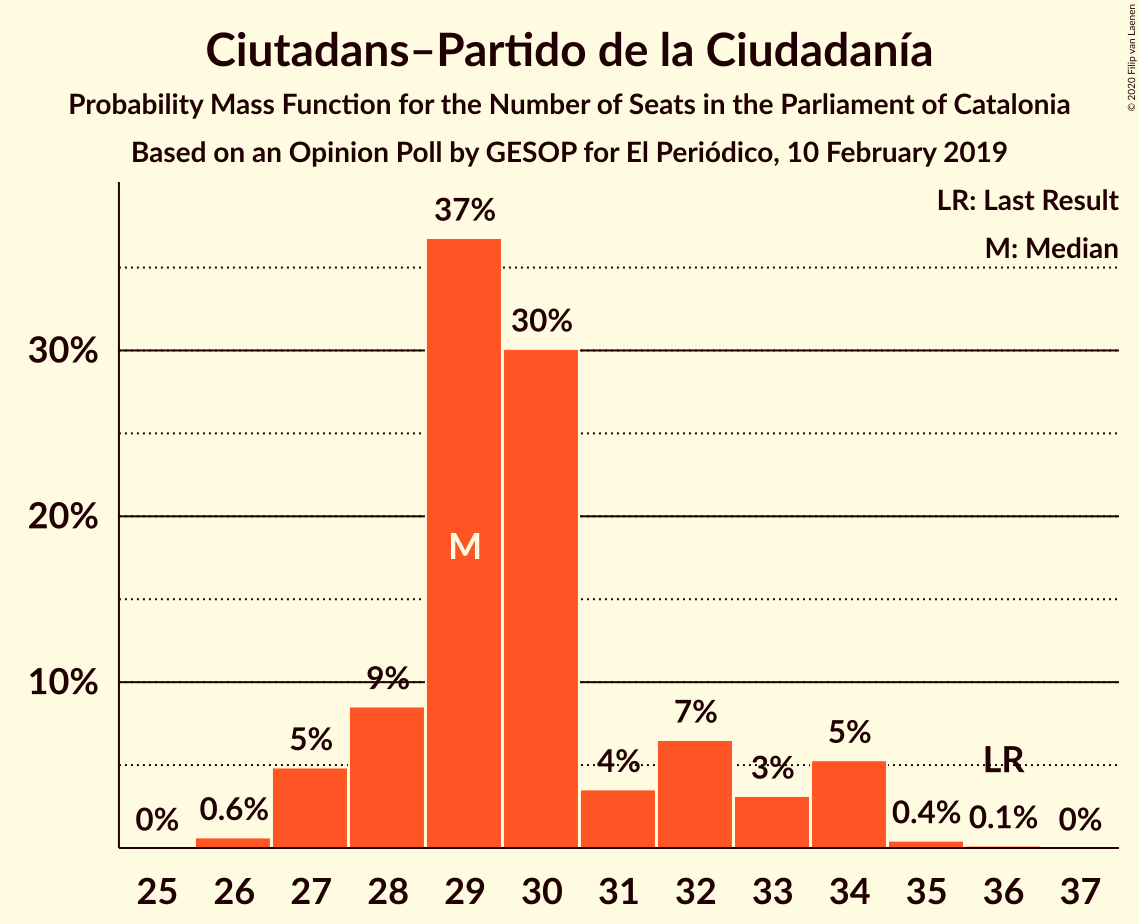 Ciutadans–Partido de la Ciudadanía
Probability Mass Function for the Number of Seats in the Parliament of Catalonia
Based on an Opinion Poll by GESOP for El Periódico, 10 February 2019
© 2020 Filip van Laenen
LR: Last Result
M: Median
37%
30%
30%
20%
M
10%
9%
7%
5%
5%
4%
3%
LR
0%
0.6%
0.4%
0.1%
0%
25 26 27 28 29 30 31 32 33 34 35 36 37